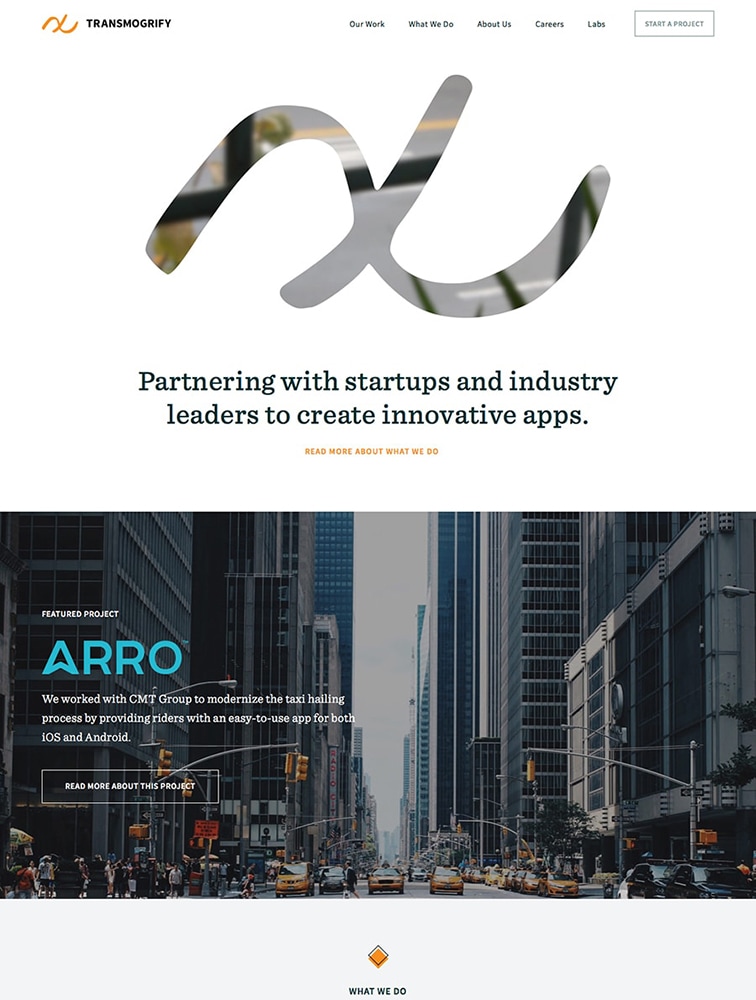 TRANSMOGRIFY
Our Work
What We Do
About Us
Careers
Labs
START A PROJECT
Partnering with startups and industry
leaders to create innovative apps.
READ MORE ABOUT WHAT WE DO
FEATURED PROJECT
ARRO™
We worked with CMT Group to modernize the taxi hailing
process by providing riders with an easy-to-use app for both
iOS and Android.
READ MORE ABOUT THIS PROJECT
WHAT WE DO